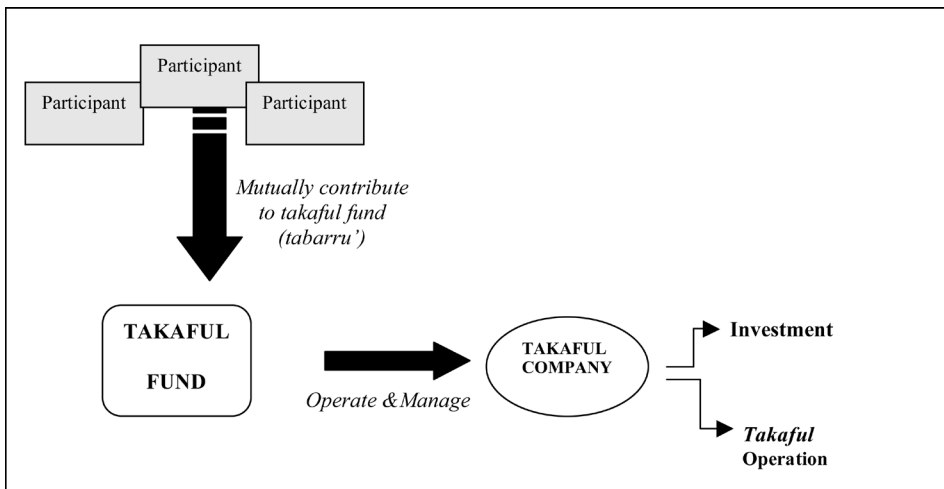 Participant
Participant
Participant
Mutually contribute
to takaful fund
(tabarru’)
TAKAFUL
FUND
Operate &Manage
TAKAFUL
COMPANY
Investment
Takaful
Operation